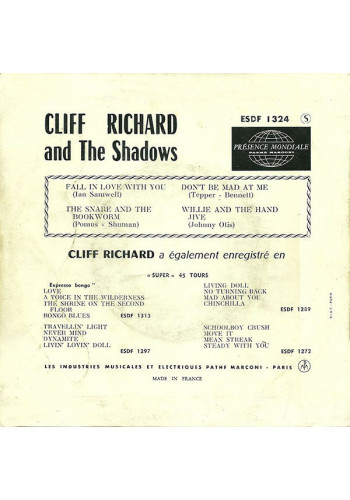 CLIFF RICHARD
and The Shadows
ESDF 1324 S
PRÉSENCE MONDIALE
PATHE MARCONI
FALL IN LOVE WITH YOU
(Ian Samwell)
DON'T BE MAD AT ME
(Tepper - Bennett)
THE SNARE AND THE
BOOKWORM
(Pomus - Shuman)
WILLIE AND THE HAND
JIVE
(Johnny Otis)
CLIFF RICHARD a également enregistré en
« SUPER » 45 TOURS
Expresso bongo "
LOVE
A VOICE IN THE WILDERNESS
THE SHRINE ON THE SECOND
FLOOR
BONGO BLUES ESDF 1313
LIVING DOLL
NO TURNING BACK
MAD ABOUT YOU
CHINCHILLA
ESDF 1289
TRAVELLIN' LIGHT
NEVER MIND
DYNAMITE
LIVIN' LOVIN' DOLL
ESDF 1297
SCHOOLBOY CRUSH
MOVE IT
MEAN STREAK
STEADY WITH YOU
ESDF 1272
LES INDUSTRIES MUSICALES ET ELECTRIQUES PATHE MARCONI - PARIS
MADE IN FRANCE